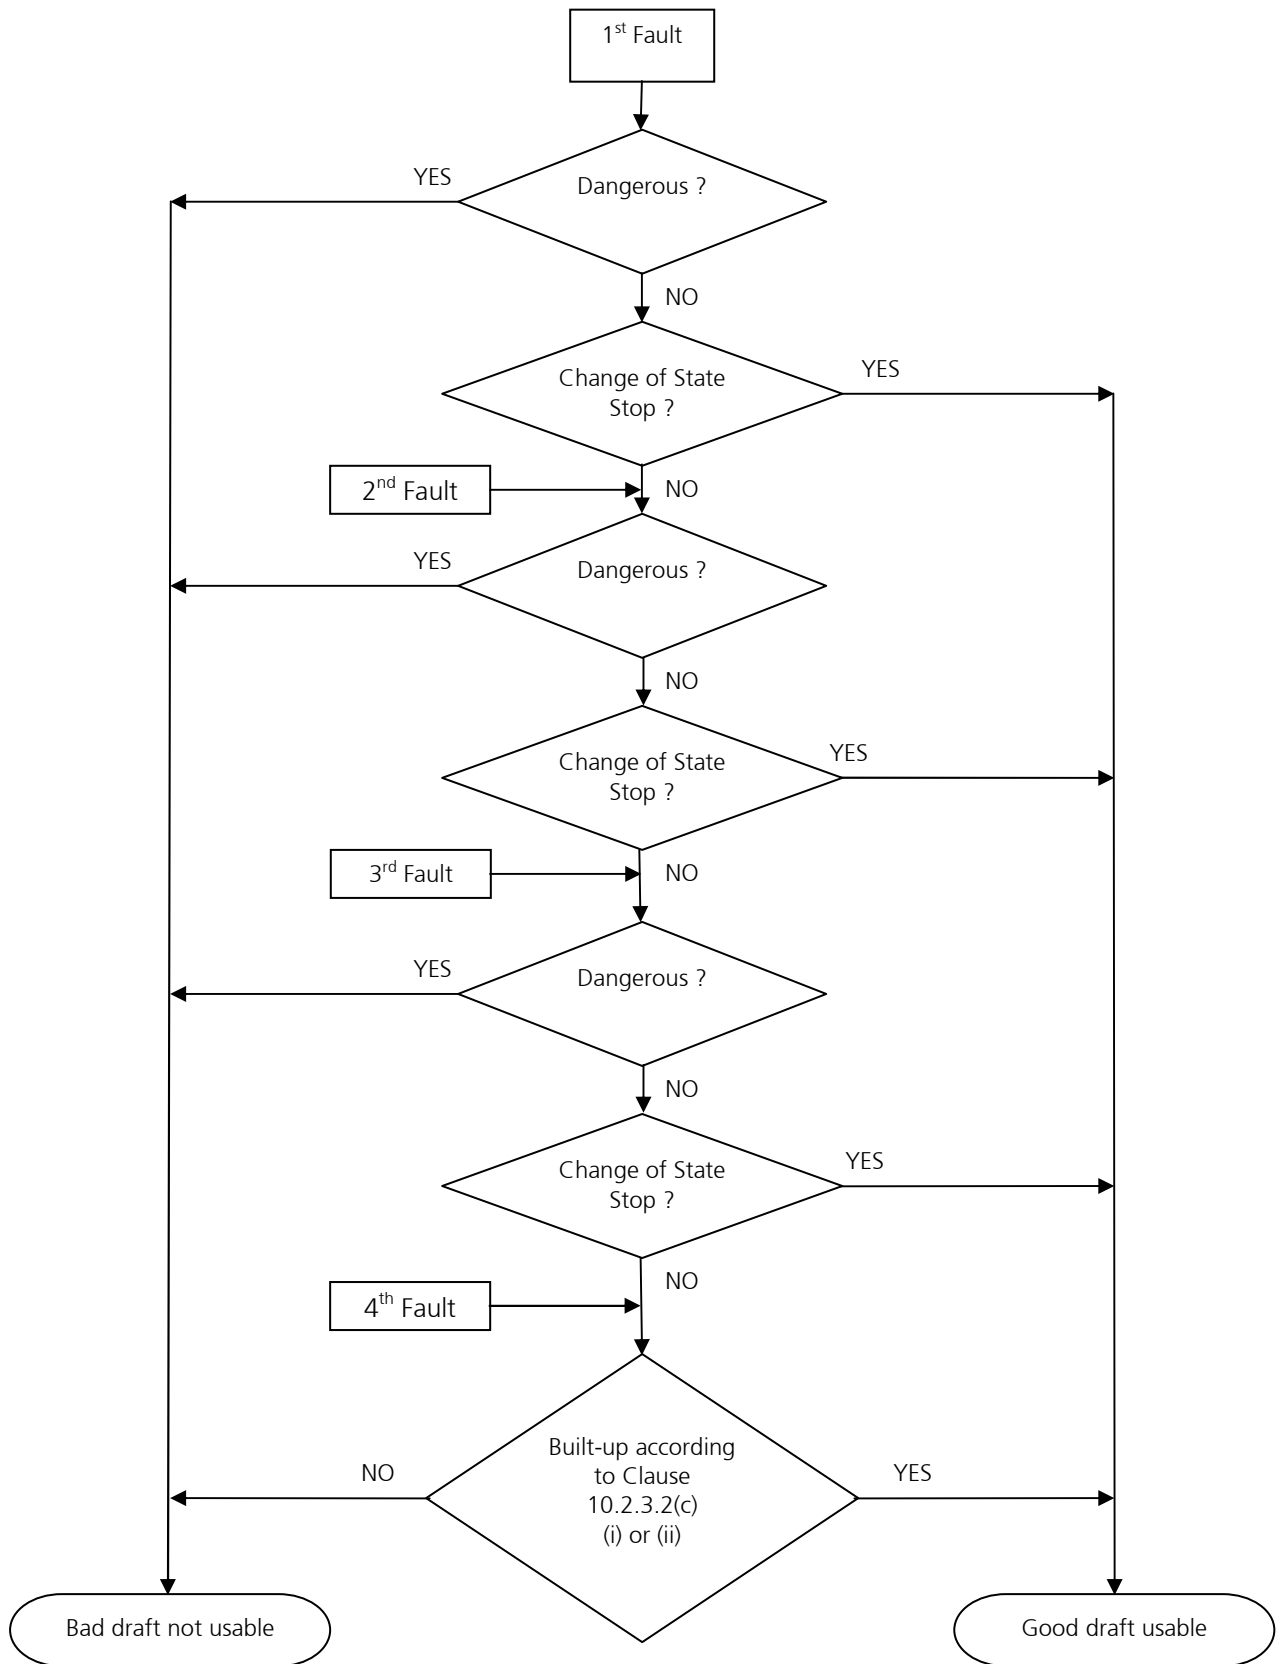 1st Fault
YES
Dangerous ?
NO
Change of State
Stop ?
YES
2nd Fault
NO
YES
Dangerous ?
NO
Change of State
Stop ?
YES
3rd Fault
NO
YES
Dangerous ?
NO
Change of State
Stop ?
YES
NO
4th Fault
Built-up according
to Clause
10.2.3.2(c)
(i) or (ii)
NO
YES
Bad draft not usable
Good draft usable